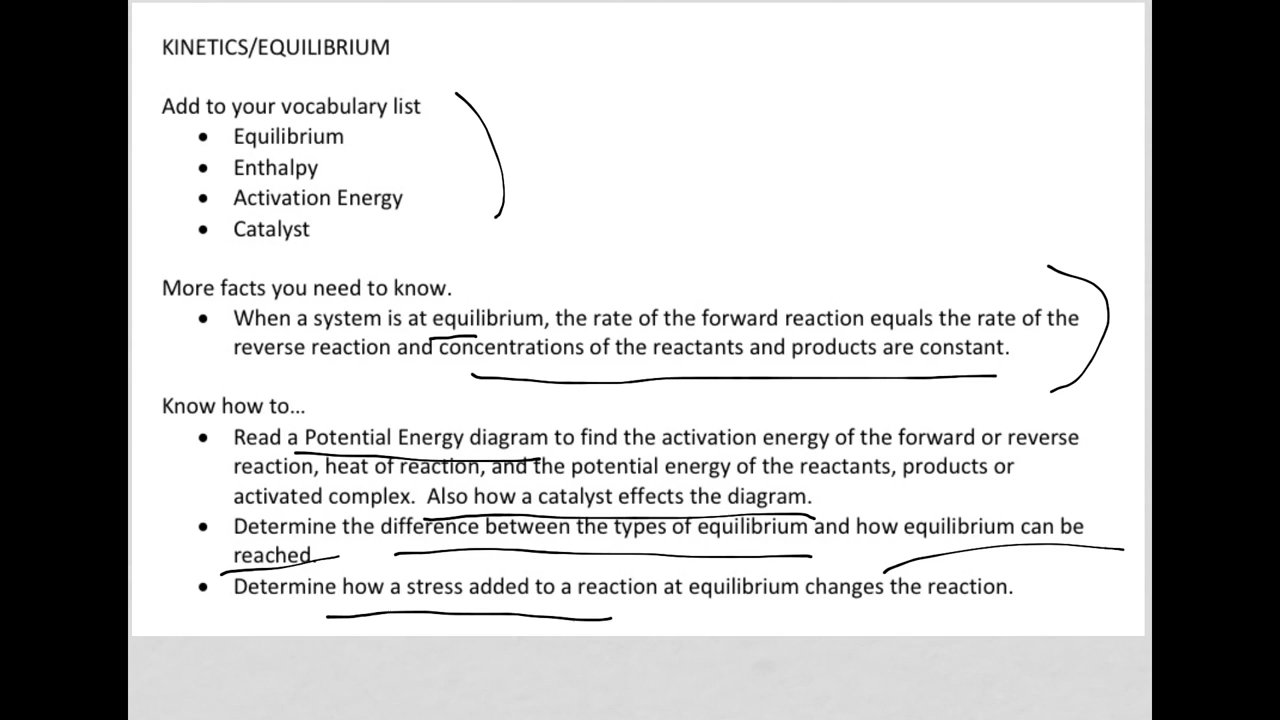 KINETICS/EQUILIBRIUM
Add to your vocabulary list
• Equilibrium
• Enthalpy
• Activation Energy
• Catalyst
More facts you need to know.
• When a system is at equilibrium, the rate of the forward reaction equals the rate of the
reverse reaction and concentrations of the reactants and products are constant.
Know how to...
• Read a Potential Energy diagram to find the activation energy of the forward or reverse
reaction, heat of reaction, and the potential energy of the reactants, products or
activated complex.  Also how a catalyst effects the diagram.
• Determine the difference between the types of equilibrium and how equilibrium can be
reached.
• Determine how a stress added to a reaction at equilibrium changes the reaction.